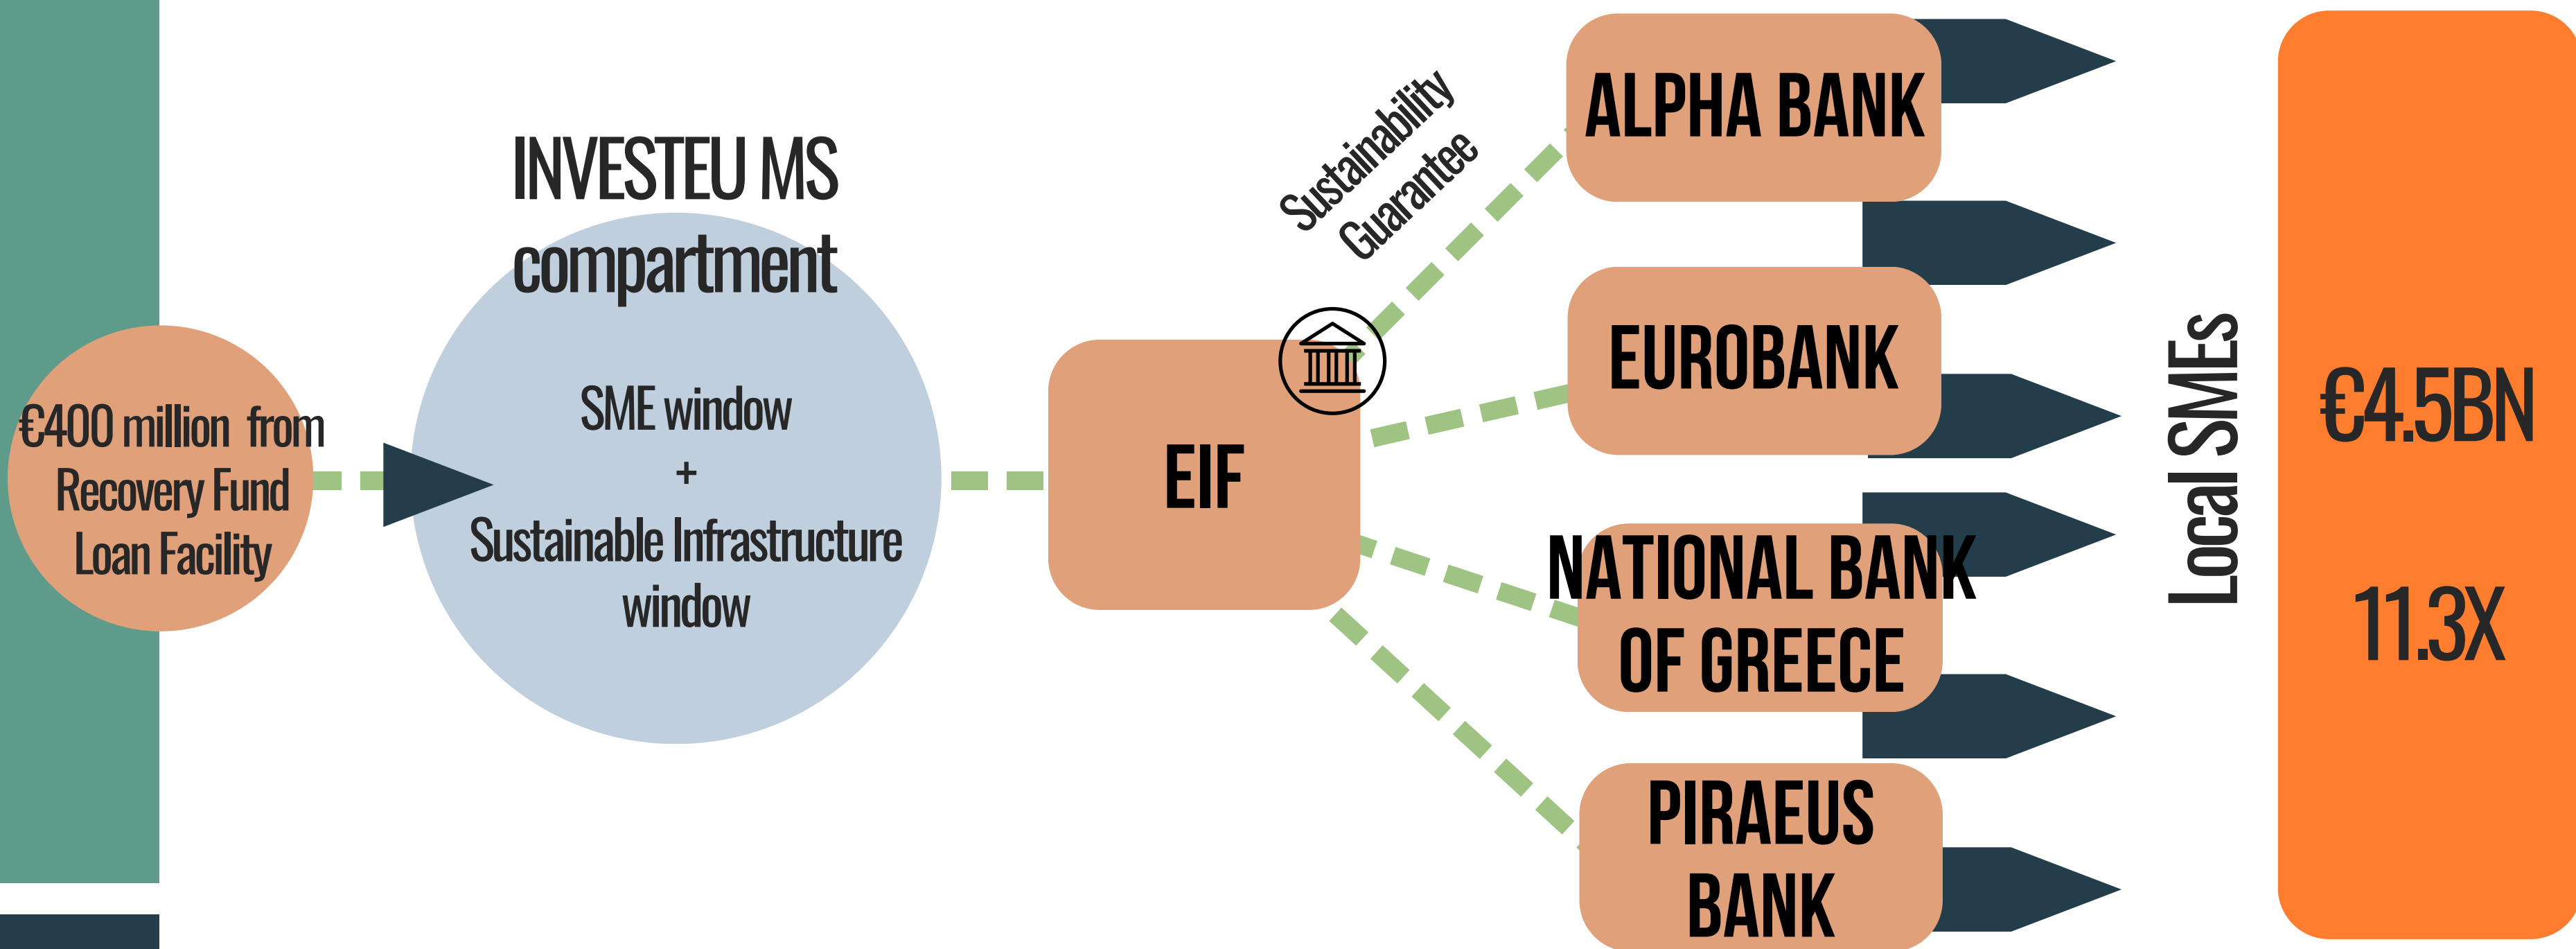 €400 million from
Recovery Fund
Loan Facility
INVESTEU MS
compartment
SME window
+
Sustainable Infrastructure
window
EIF
Sustainability
Guarantee
ALPHA BANK
EUROBANK
NATIONAL BANK
OF GREECE
PIRAEUS
BANK
Local SMEs
€4.5BN
11.3X